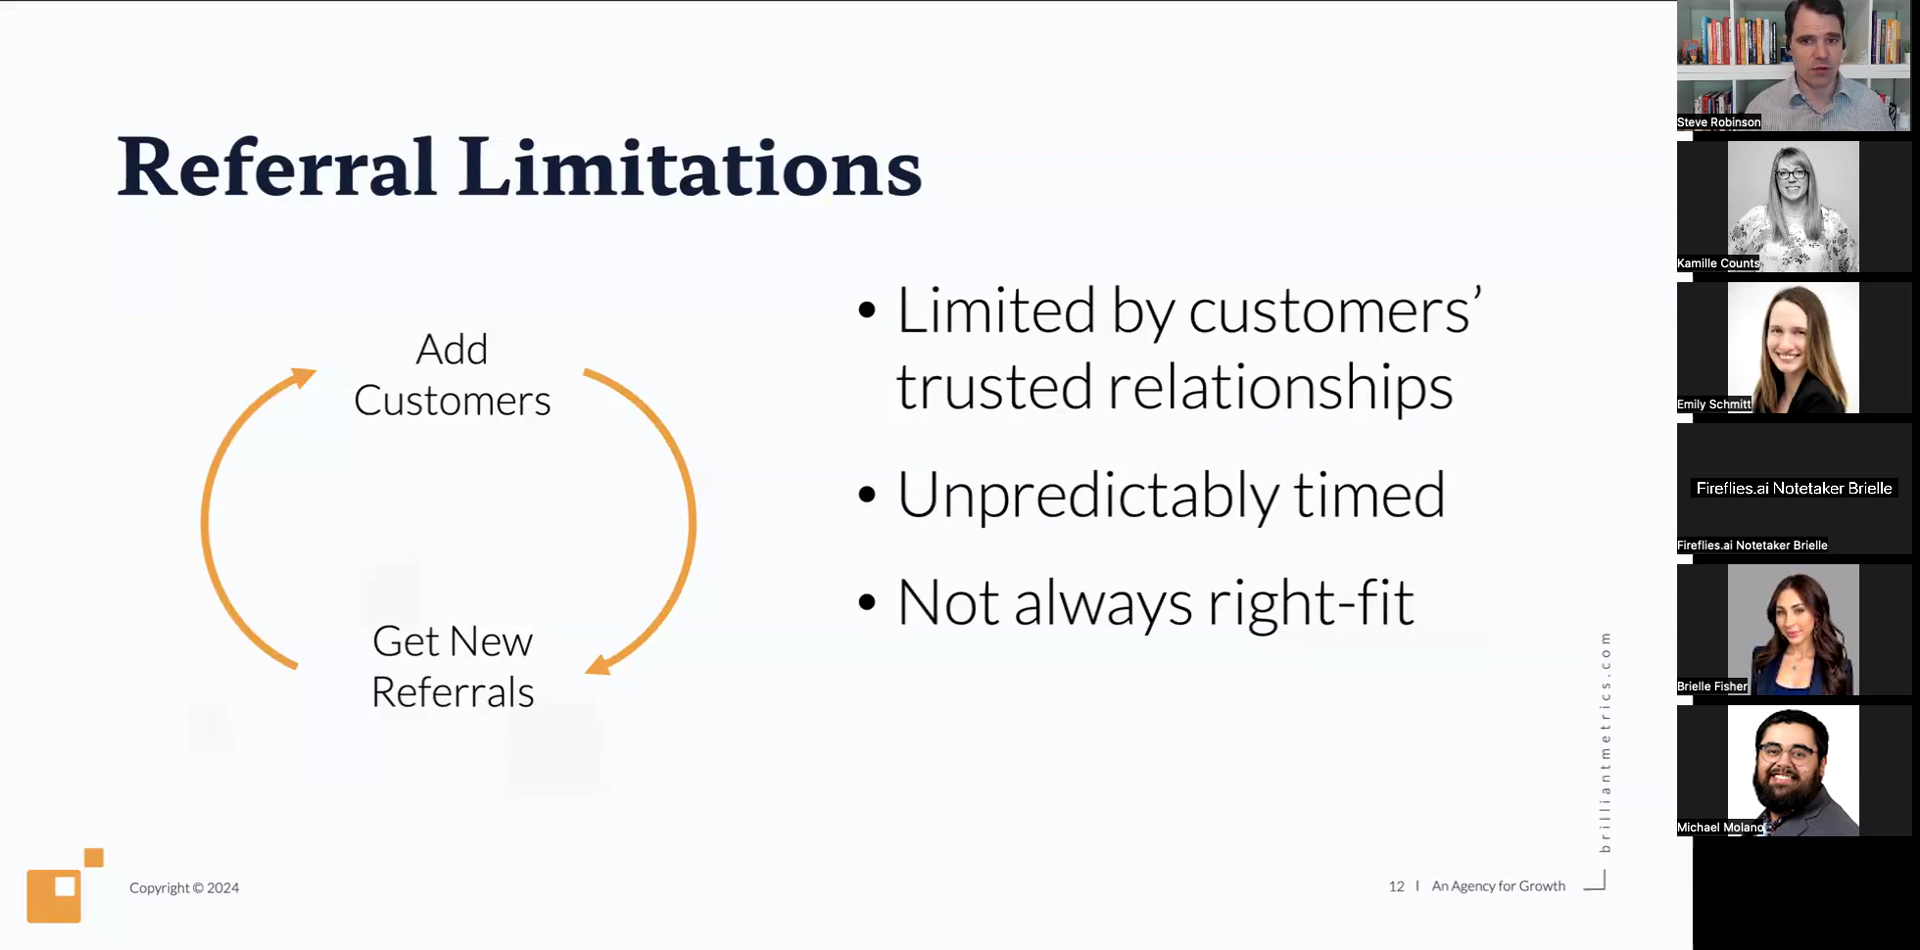 Referral Limitations
Add
Customers
Get New
Referrals
• Limited by customers’
trusted relationships
• Unpredictably timed
• Not always right-fit
brilliantmetrics.com
Copyright © 2024
12 | An Agency for Growth
Steve Robinson
Kamille Counts
Emily Schmitt
Fireflies.ai Notetaker Brielle
Fireflies.ai Notetaker Brielle
Brielle Fisher
Michael Molano